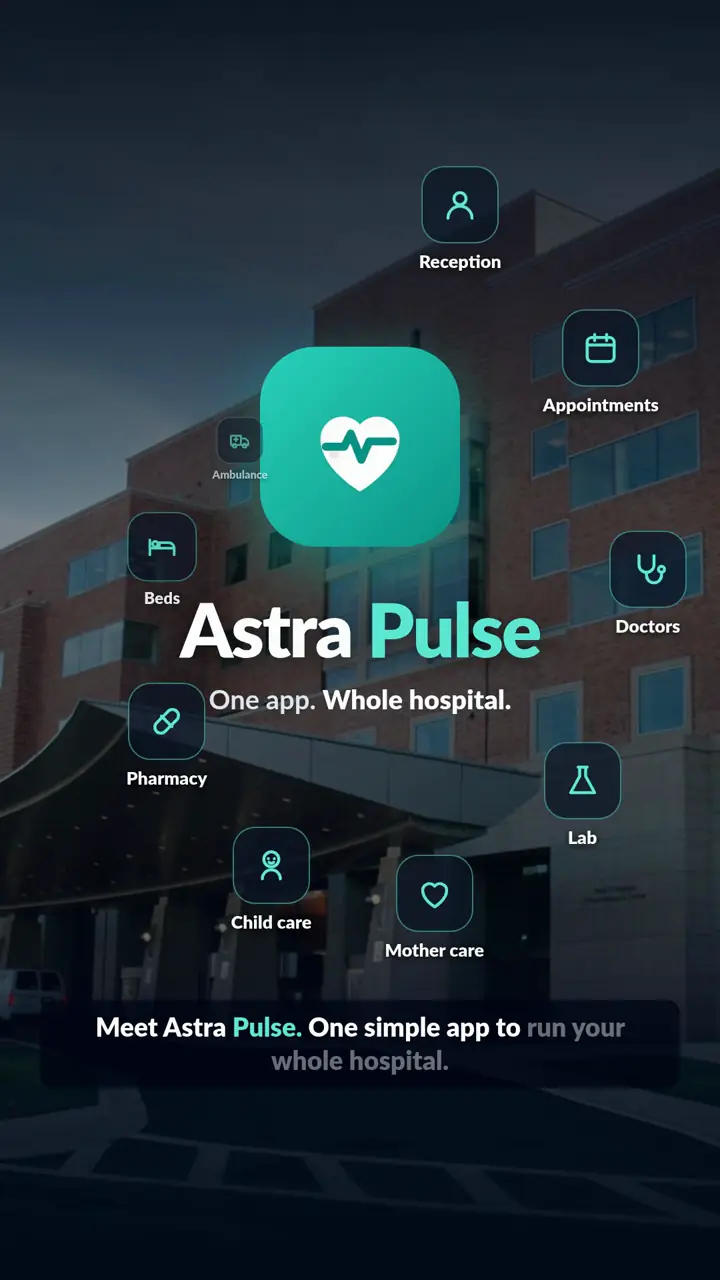 Reception
Appointments
Ambulance
Beds
Astra Pulse
Doctors
One app. Whole hospital.
Pharmacy
Lab
Child care
Mother care
Meet Astra Pulse. One simple app to run your
whole hospital.